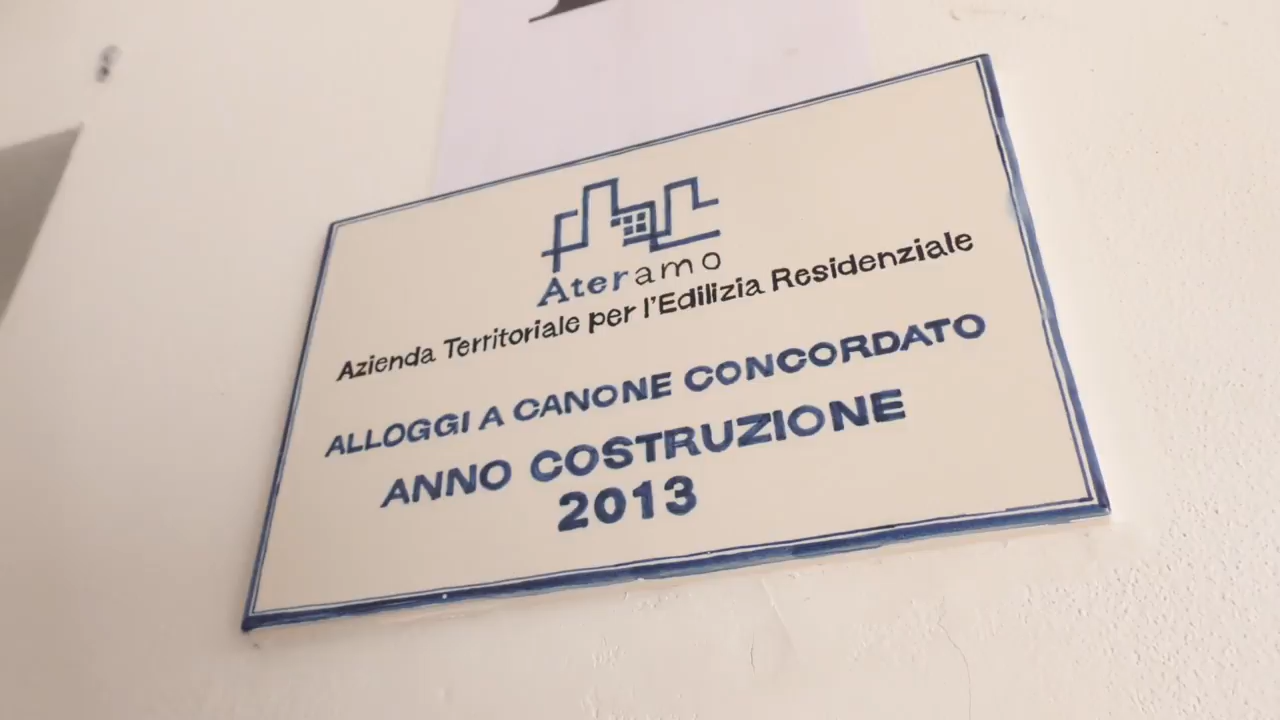 Ateramo
Azienda Territoriale per l'Edilizia Residenziale
ALLOGGI A CANONE CONCORDATO
ANNO COSTRUZIONE
2013